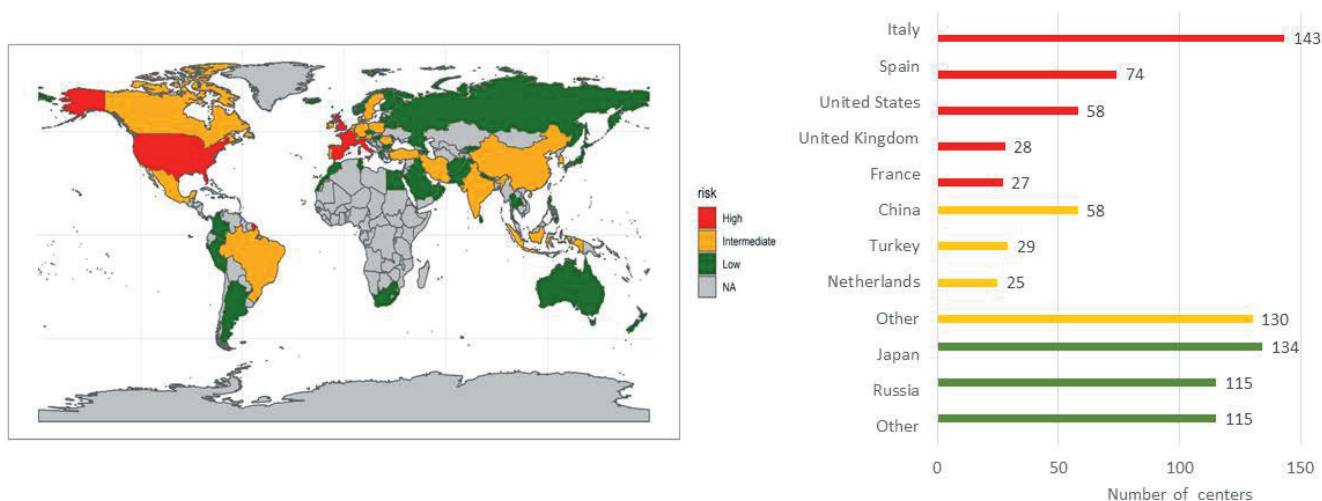 risk
High
Intermediate
Low
NA
Italy 143
Spain 74
United States 58
United Kingdom 28
France 27
China 58
Turkey 29
Netherlands 25
Other 130
Japan 134
Russia 115
Other 115
0 50 100 150
Number of centers